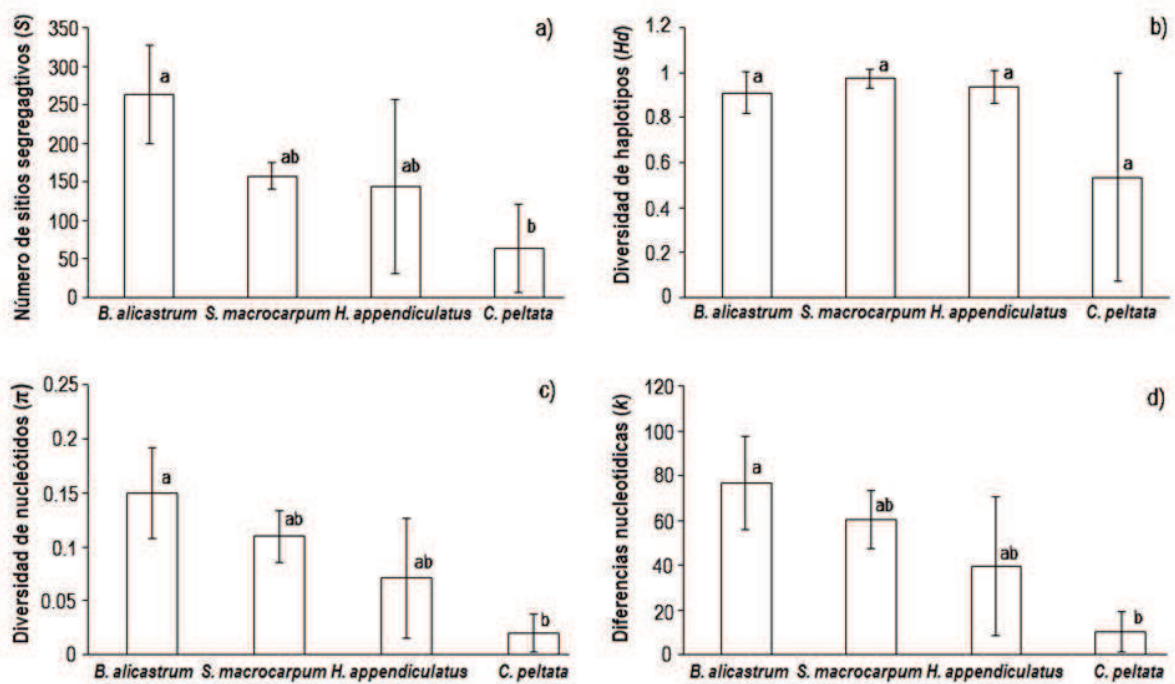 a)
Número de sitios segregagtivos (S)
350
300
250
200
150
100
50
0
a
ab
ab
b
B. alicastrum S. macrocarpum H. appendiculatus C. peltata
b)
Diversidad de haplotipos (Hd)
1.2
1
0.8
0.6
0.4
0.2
0
a
a
a
a
B. alicastrum S. macrocarpum H. appendiculatus C. peltata
c)
Diversidad de nucleótidos (π)
0.25
0.2
0.15
0.1
0.05
0
a
ab
ab
b
B. alicastrum S. macrocarpum H. appendiculatus C. peltata
d)
Diferencias nucleotídicas (k)
120
100
80
60
40
20
0
a
ab
ab
b
B. alicastrum S. macrocarpum H. appendiculatus C. peltata